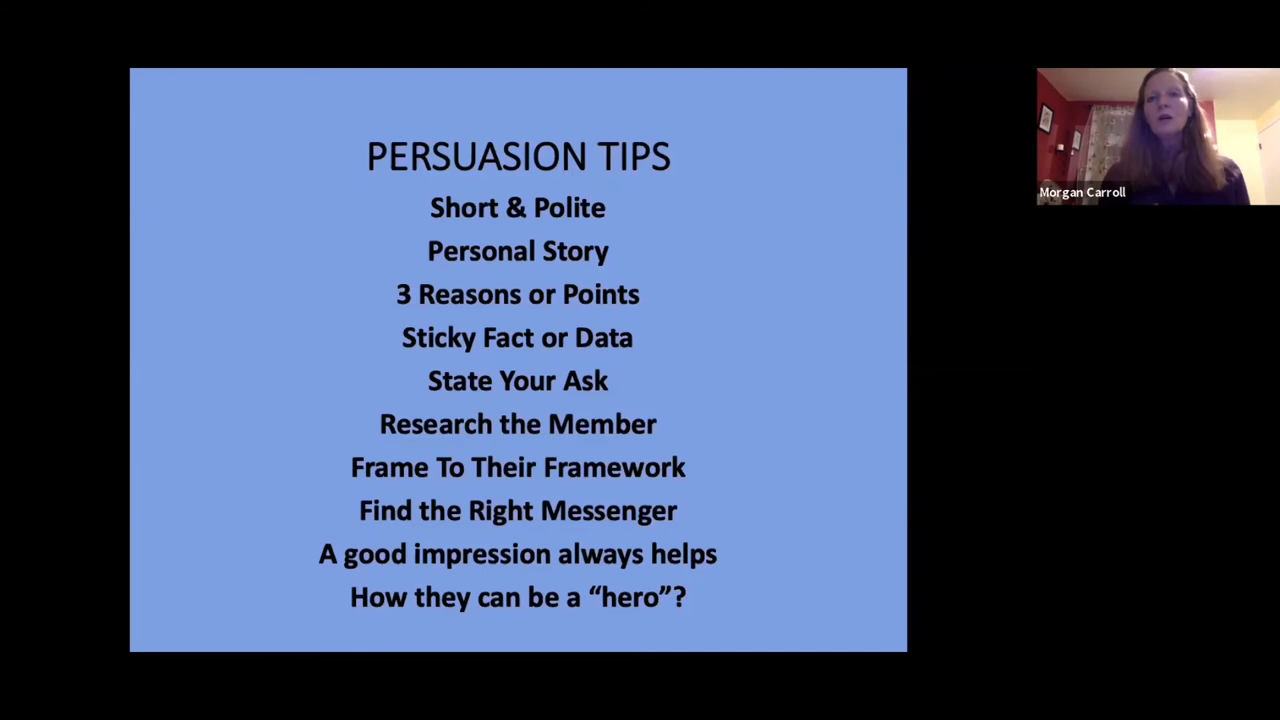 PERSUASION TIPS
Short & Polite
Personal Story
3 Reasons or Points
Sticky Fact or Data
State Your Ask
Research the Member
Frame To Their Framework
Find the Right Messenger
A good impression always helps
How they can be a “hero”?
Morgan Carroll